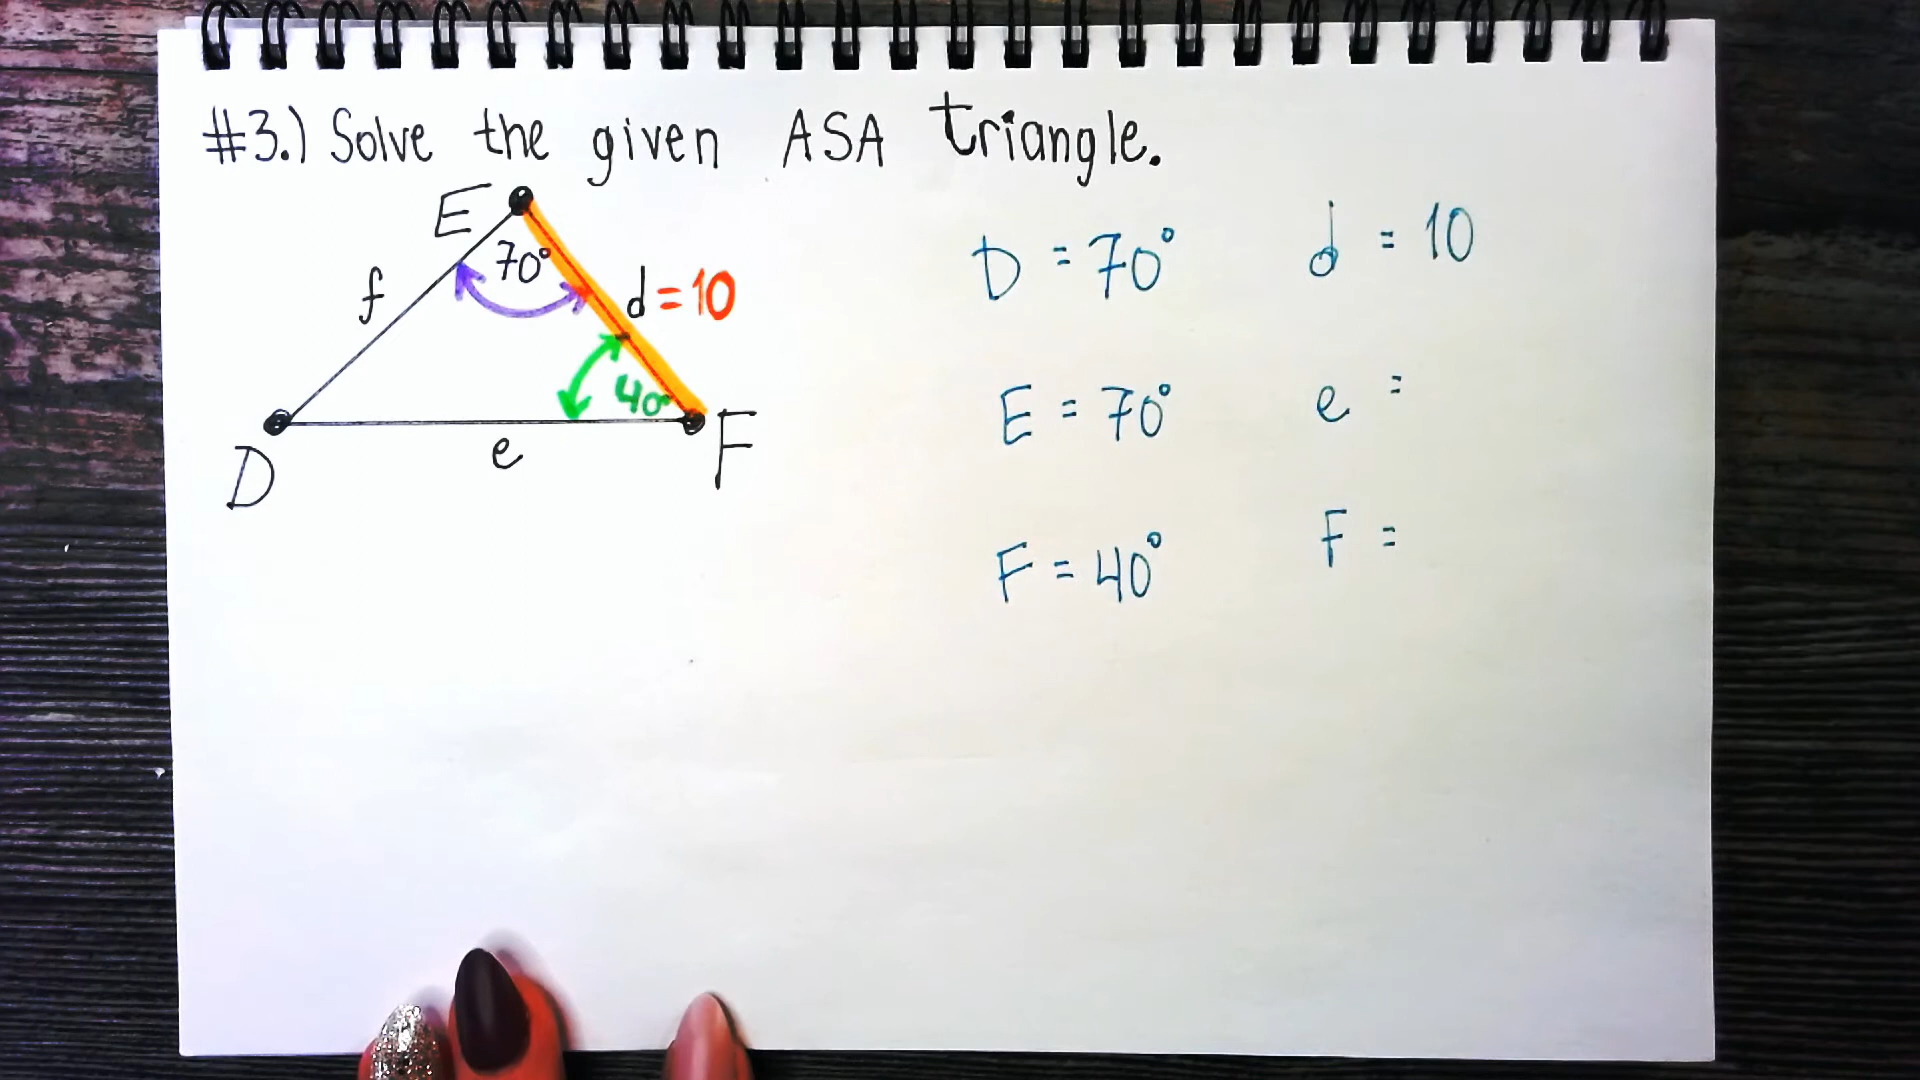 #3.) Solve the given ASA triangle.
E
70°
f
d=10
40°
D
e
F
D = 70°
d = 10
E = 70°
e =
F = 40°
F =